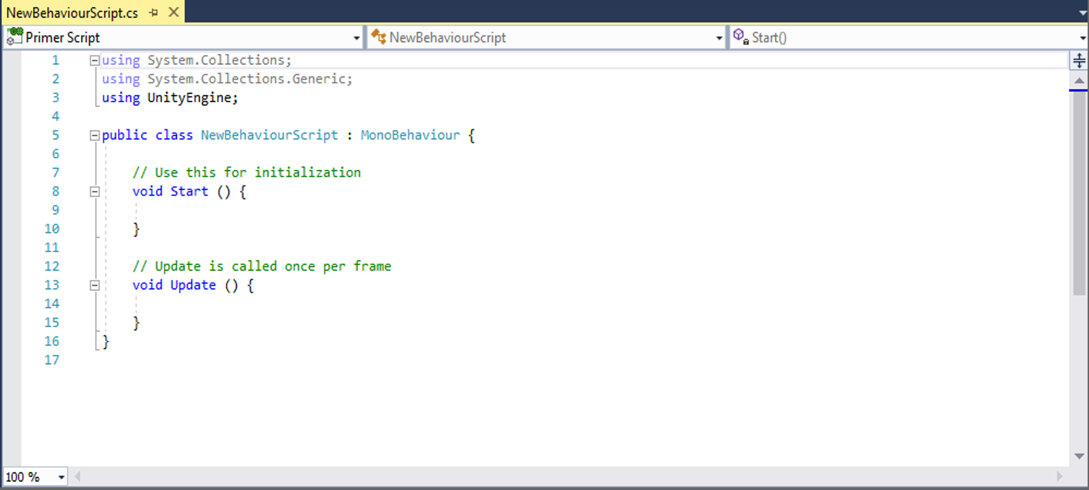 NewBehaviourScript.cs
Primer Script NewBehaviourScript Start()
1 using System.Collections;
2 using System.Collections.Generic;
3 using UnityEngine;
4
5 public class NewBehaviourScript : MonoBehaviour {
6
7 // Use this for initialization
8 void Start () {
9
10 }
11
12 // Update is called once per frame
13 void Update () {
14
15 }
16 }
17
100 %